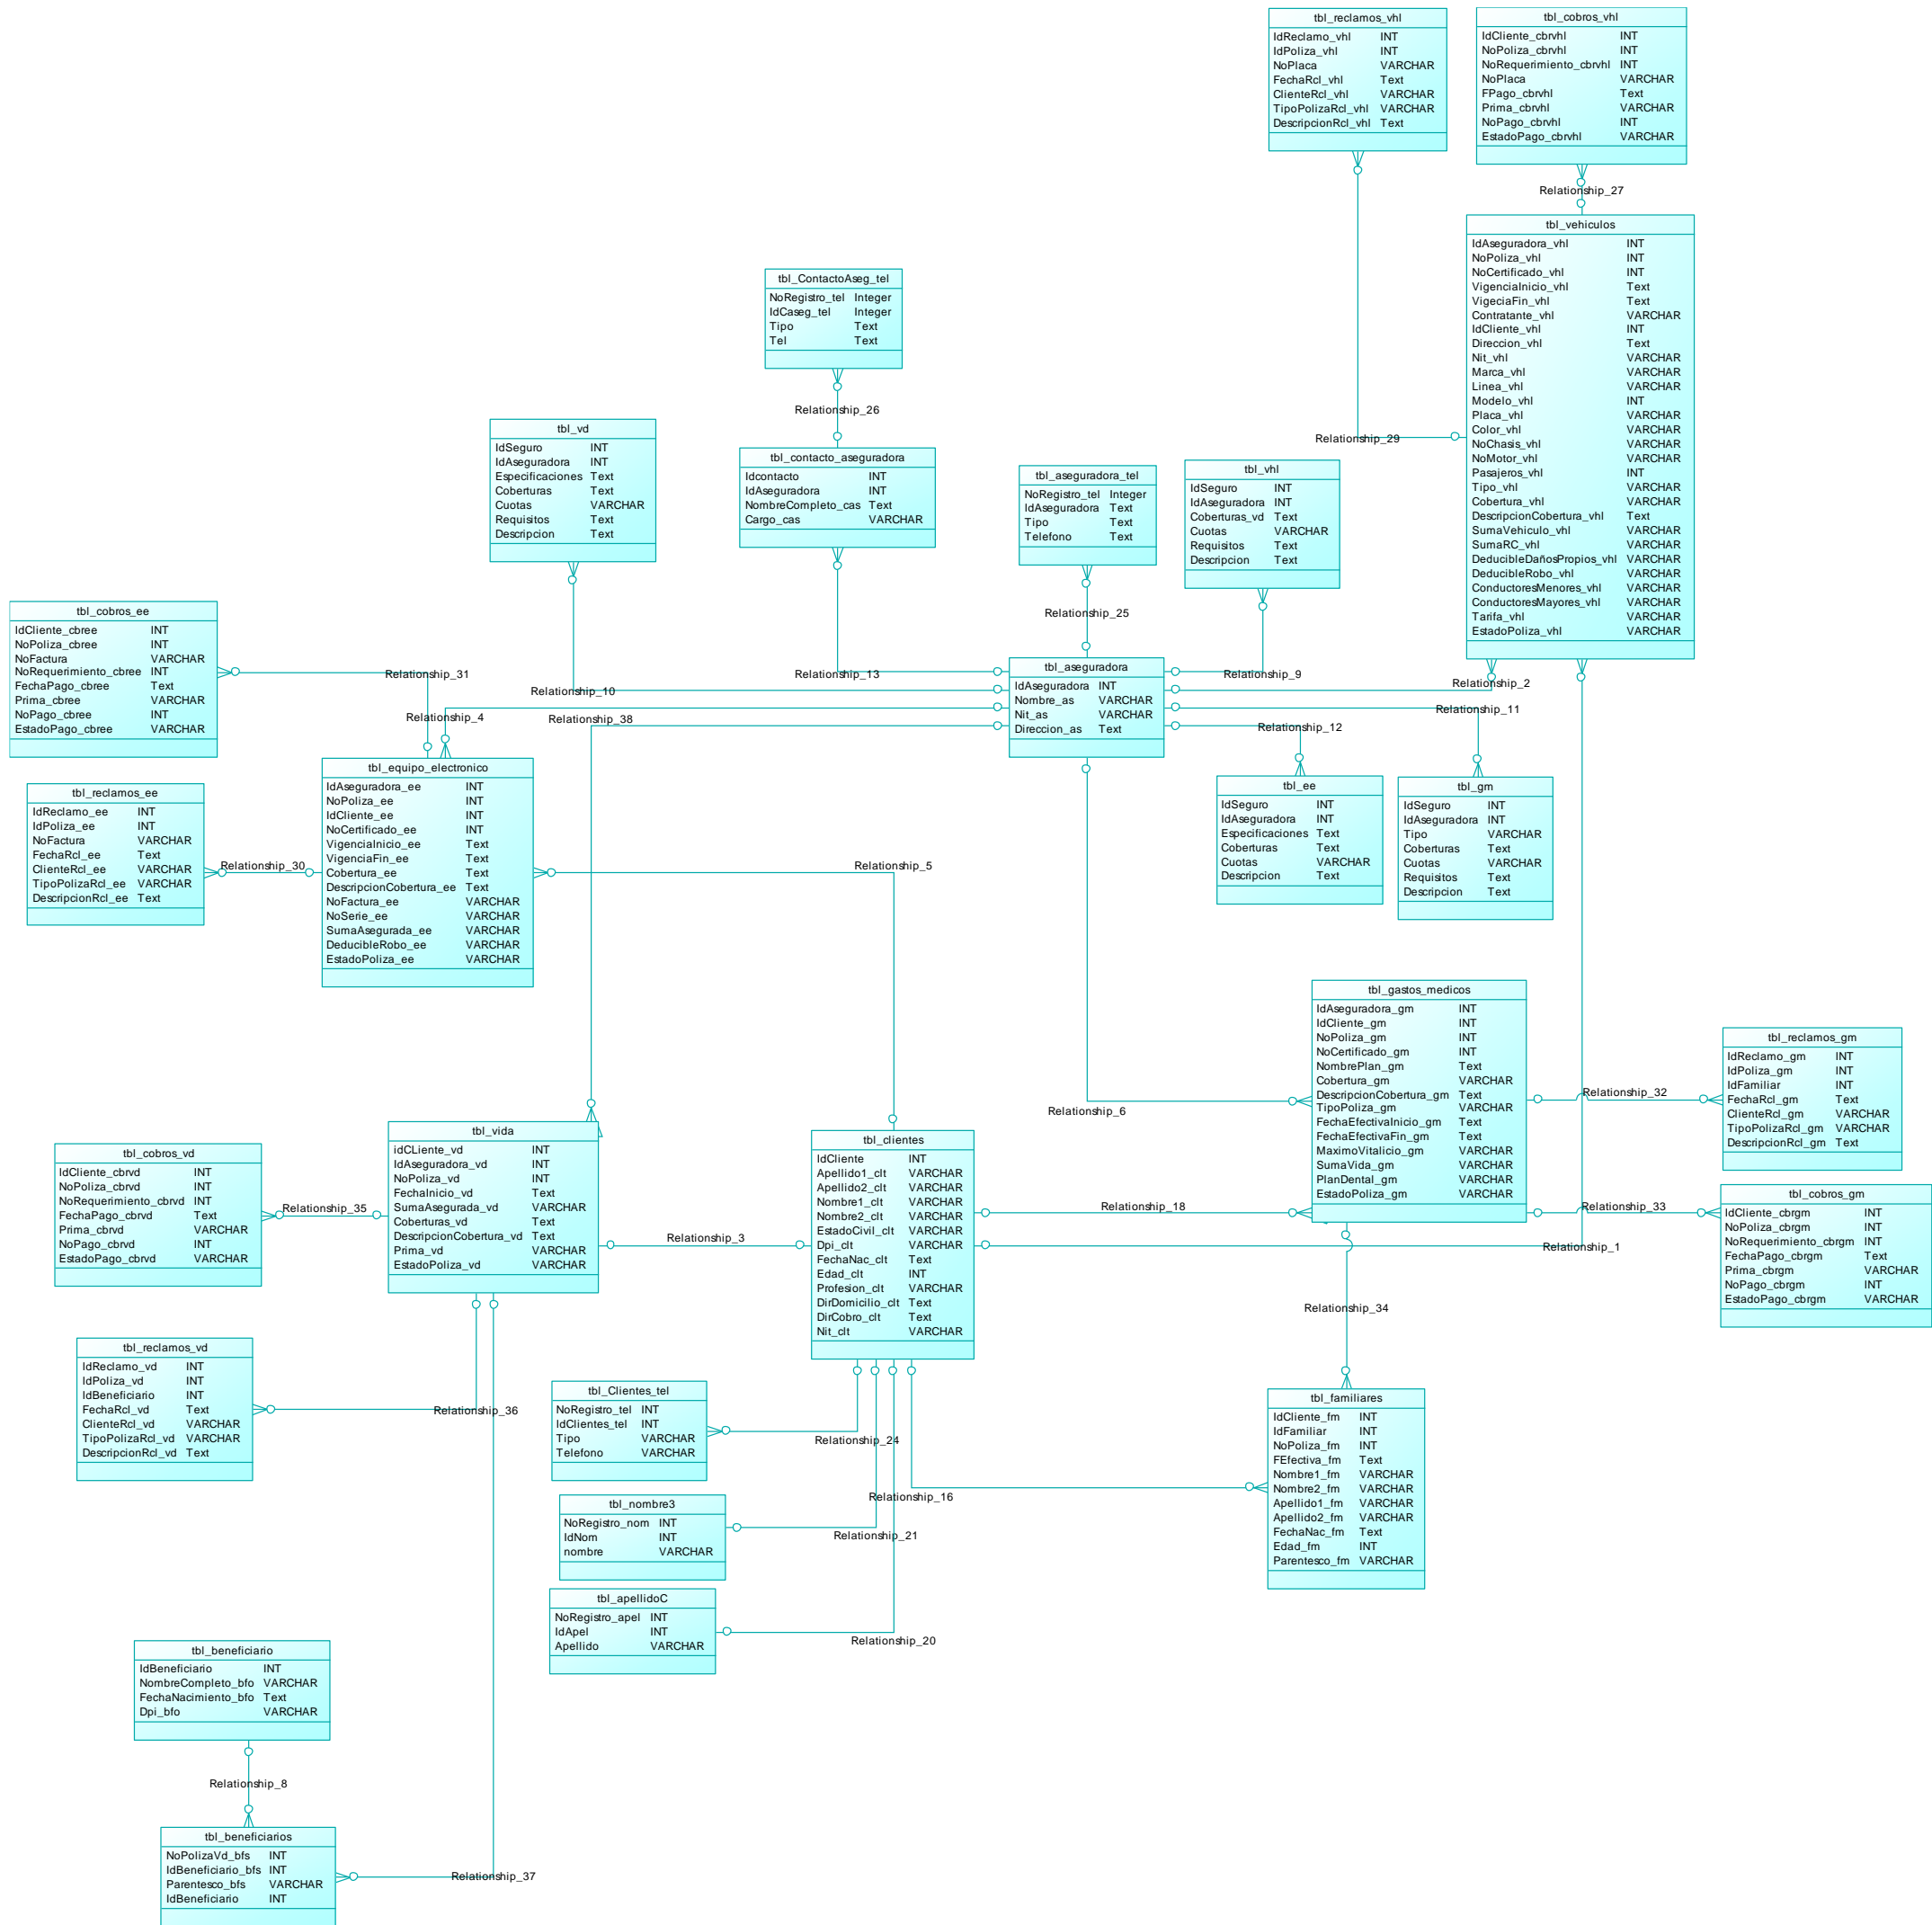 tbl_reclamos_vhl
IdReclamo_vhl INT
IdPoliza_vhl INT
NoPlaca VARCHAR
FechaRcl_vhl Text
ClienteRcl_vhl VARCHAR
TipoPolizaRcl_vhl VARCHAR
DescripcionRcl_vhl Text
tbl_cobros_vhl
IdCliente_cbrvhl INT
NoPoliza_cbrvhl INT
NoRequerimiento_cbrvhl INT
NoPlaca VARCHAR
FPago_cbrvhl Text
Prima_cbrvhl VARCHAR
NoPago_cbrvhl INT
EstadoPago_cbrvhl VARCHAR
Relationship_27
tbl_vehiculos
IdAseguradora_vhl INT
NoPoliza_vhl INT
NoCertificado_vhl INT
VigenciaInicio_vhl Text
VigeciaFin_vhl Text
Contratante_vhl VARCHAR
IdCliente_vhl INT
Direccion_vhl Text
Nit_vhl VARCHAR
Marca_vhl VARCHAR
Linea_vhl VARCHAR
Modelo_vhl INT
Placa_vhl VARCHAR
Color_vhl VARCHAR
NoChasis_vhl VARCHAR
NoMotor_vhl VARCHAR
Pasajeros_vhl INT
Tipo_vhl VARCHAR
Cobertura_vhl VARCHAR
DescripcionCobertura_vhl Text
SumaVehiculo_vhl VARCHAR
SumaRC_vhl VARCHAR
DeducibleDañosPropios_vhl VARCHAR
DeducibleRobo_vhl VARCHAR
ConductoresMenores_vhl VARCHAR
ConductoresMayores_vhl VARCHAR
Tarifa_vhl VARCHAR
EstadoPoliza_vhl VARCHAR
Relationship_29
tbl_ContactoAseg_tel
NoRegistro_tel Integer
IdCaseg_tel Integer
Tipo Text
Tel Text
Relationship_26
tbl_vd
IdSeguro INT
IdAseguradora INT
Especificaciones Text
Coberturas Text
Cuotas VARCHAR
Requisitos Text
Descripcion Text
tbl_contacto_aseguradora
Idcontacto INT
IdAseguradora INT
NombreCompleto_cas Text
Cargo_cas VARCHAR
tbl_aseguradora_tel
NoRegistro_tel Integer
IdAseguradora Text
Tipo Text
Telefono Text
tbl_vhl
IdSeguro INT
IdAseguradora INT
Coberturas_vd Text
Cuotas VARCHAR
Requisitos Text
Descripcion Text
Relationship_25
tbl_cobros_ee
IdCliente_cbree INT
NoPoliza_cbree INT
NoFactura VARCHAR
NoRequerimiento_cbree INT
FechaPago_cbree Text
Prima_cbree VARCHAR
NoPago_cbree INT
EstadoPago_cbree VARCHAR
Relationship_31
Relationship_13
Relationship_9
Relationship_2
Relationship_10
Relationship_4
Relationship_38
Relationship_11
Relationship_12
tbl_aseguradora
IdAseguradora INT
Nombre_as VARCHAR
Nit_as VARCHAR
Direccion_as Text
tbl_equipo_electronico
IdAseguradora_ee INT
NoPoliza_ee INT
IdCliente_ee INT
NoCertificado_ee INT
VigenciaInicio_ee Text
VigenciaFin_ee Text
Cobertura_ee Text
DescripcionCobertura_ee Text
NoFactura_ee VARCHAR
NoSerie_ee VARCHAR
SumaAsegurada_ee VARCHAR
DeducibleRobo_ee VARCHAR
EstadoPoliza_ee VARCHAR
tbl_reclamos_ee
IdReclamo_ee INT
IdPoliza_ee INT
NoFactura VARCHAR
FechaRcl_ee Text
ClienteRcl_ee VARCHAR
TipoPolizaRcl_ee VARCHAR
DescripcionRcl_ee Text
Relationship_30
Relationship_5
tbl_ee
IdSeguro INT
IdAseguradora INT
Especificaciones Text
Coberturas Text
Cuotas VARCHAR
Descripcion Text
tbl_gm
IdSeguro INT
IdAseguradora INT
Tipo VARCHAR
Coberturas Text
Cuotas VARCHAR
Requisitos Text
Descripcion Text
tbl_gastos_medicos
IdAseguradora_gm INT
IdCliente_gm INT
NoPoliza_gm INT
NoCertificado_gm INT
NombrePlan_gm Text
Cobertura_gm VARCHAR
DescripcionCobertura_gm Text
TipoPoliza_gm VARCHAR
FechaEfectivaInicio_gm Text
FechaEfectivaFin_gm Text
MaximoVitalicio_gm VARCHAR
SumaVida_gm VARCHAR
PlanDental_gm VARCHAR
EstadoPoliza_gm VARCHAR
tbl_reclamos_gm
IdReclamo_gm INT
IdPoliza_gm INT
IdFamiliar INT
FechaRcl_gm Text
ClienteRcl_gm VARCHAR
TipoPolizaRcl_gm VARCHAR
DescripcionRcl_gm Text
Relationship_32
Relationship_6
tbl_vida
idCLiente_vd INT
IdAseguradora_vd INT
NoPoliza_vd INT
FechaInicio_vd Text
SumaAsegurada_vd VARCHAR
Coberturas_vd Text
DescripcionCobertura_vd Text
Prima_vd VARCHAR
EstadoPoliza_vd VARCHAR
tbl_clientes
IdCliente INT
Apellido1_clt VARCHAR
Apellido2_clt VARCHAR
Nombre1_clt VARCHAR
Nombre2_clt VARCHAR
EstadoCivil_clt VARCHAR
Dpi_clt VARCHAR
FechaNac_clt Text
Edad_clt INT
Profesion_clt VARCHAR
DirDomicilio_clt Text
DirCobro_clt Text
Nit_clt VARCHAR
tbl_cobros_vd
IdCliente_cbrvd INT
NoPoliza_cbrvd INT
NoRequerimiento_cbrvd INT
FechaPago_cbrvd Text
Prima_cbrvd VARCHAR
NoPago_cbrvd INT
EstadoPago_cbrvd VARCHAR
Relationship_35
Relationship_3
Relationship_18
Relationship_33
Relationship_1
tbl_cobros_gm
IdCliente_cbrgm INT
NoPoliza_cbrgm INT
NoRequerimiento_cbrgm INT
FechaPago_cbrgm Text
Prima_cbrgm VARCHAR
NoPago_cbrgm INT
EstadoPago_cbrgm VARCHAR
Relationship_34
tbl_reclamos_vd
IdReclamo_vd INT
IdPoliza_vd INT
IdBeneficiario INT
FechaRcl_vd Text
ClienteRcl_vd VARCHAR
TipoPolizaRcl_vd VARCHAR
DescripcionRcl_vd Text
Relationship_36
tbl_Clientes_tel
NoRegistro_tel INT
IdClientes_tel INT
Tipo VARCHAR
Telefono VARCHAR
Relationship_24
tbl_familiares
IdCliente_fm INT
IdFamiliar INT
NoPoliza_fm INT
FEfectiva_fm Text
Nombre1_fm VARCHAR
Nombre2_fm VARCHAR
Apellido1_fm VARCHAR
Apellido2_fm VARCHAR
FechaNac_fm Text
Edad_fm INT
Parentesco_fm VARCHAR
Relationship_16
tbl_nombre3
NoRegistro_nom INT
IdNom INT
nombre VARCHAR
Relationship_21
tbl_apellidoC
NoRegistro_apel INT
IdApel INT
Apellido VARCHAR
Relationship_20
tbl_beneficiario
IdBeneficiario INT
NombreCompleto_bfo VARCHAR
FechaNacimiento_bfo Text
Dpi_bfo VARCHAR
Relationship_8
tbl_beneficiarios
NoPolizaVd_bfs INT
IdBeneficiario_bfs INT
Parentesco_bfs VARCHAR
IdBeneficiario INT
Relationship_37